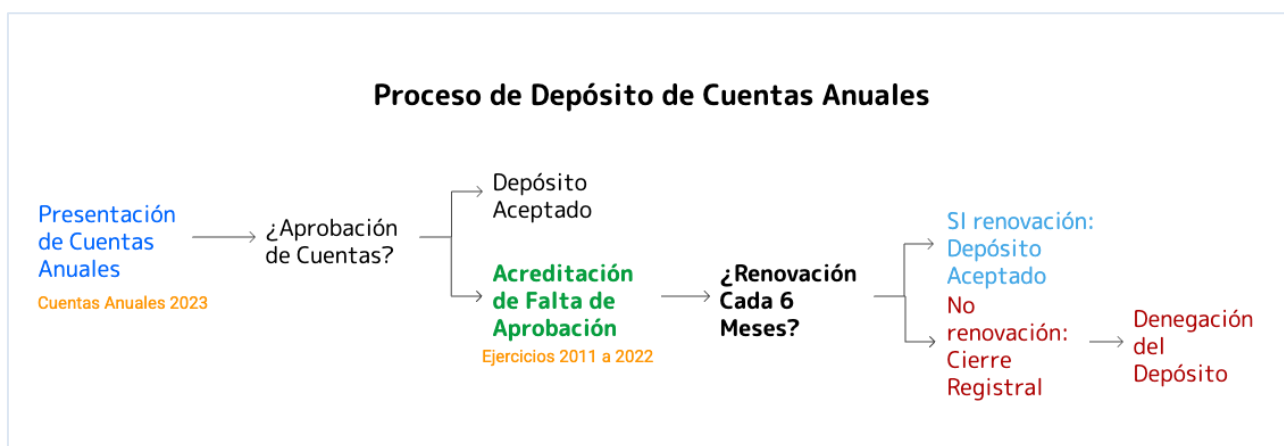 Proceso de Depósito de Cuentas Anuales
Presentación
de Cuentas
Anuales
Cuentas Anuales 2023
¿Aprobación
de Cuentas?
Depósito
Aceptado
Acreditación
de Falta de
Aprobación
Ejercicios 2011 a 2022
¿Renovación
Cada 6
Meses?
SI renovación:
Depósito
Aceptado
No
renovación:
Cierre
Registral
Denegación
del
Depósito